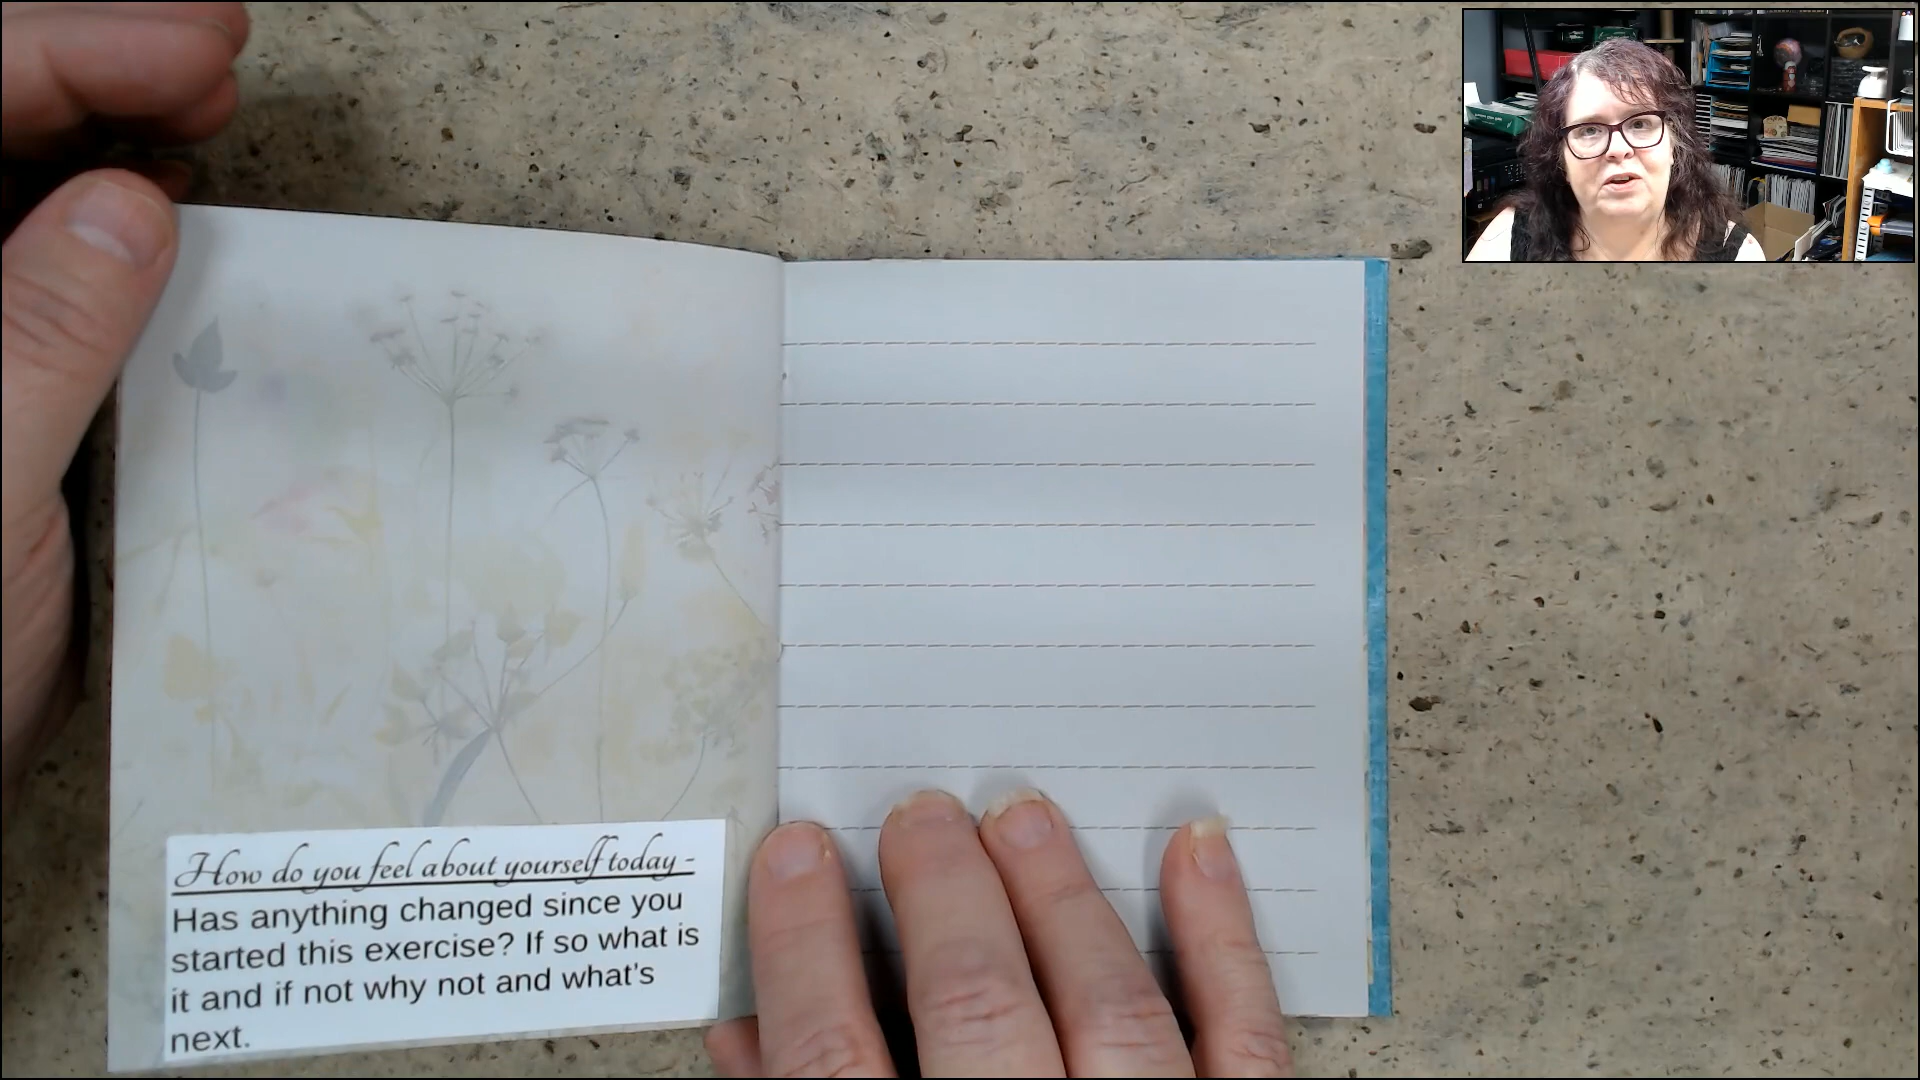 How do you feel about yourself today -
Has anything changed since you
started this exercise? If so what is
it and if not why not and what's
next.